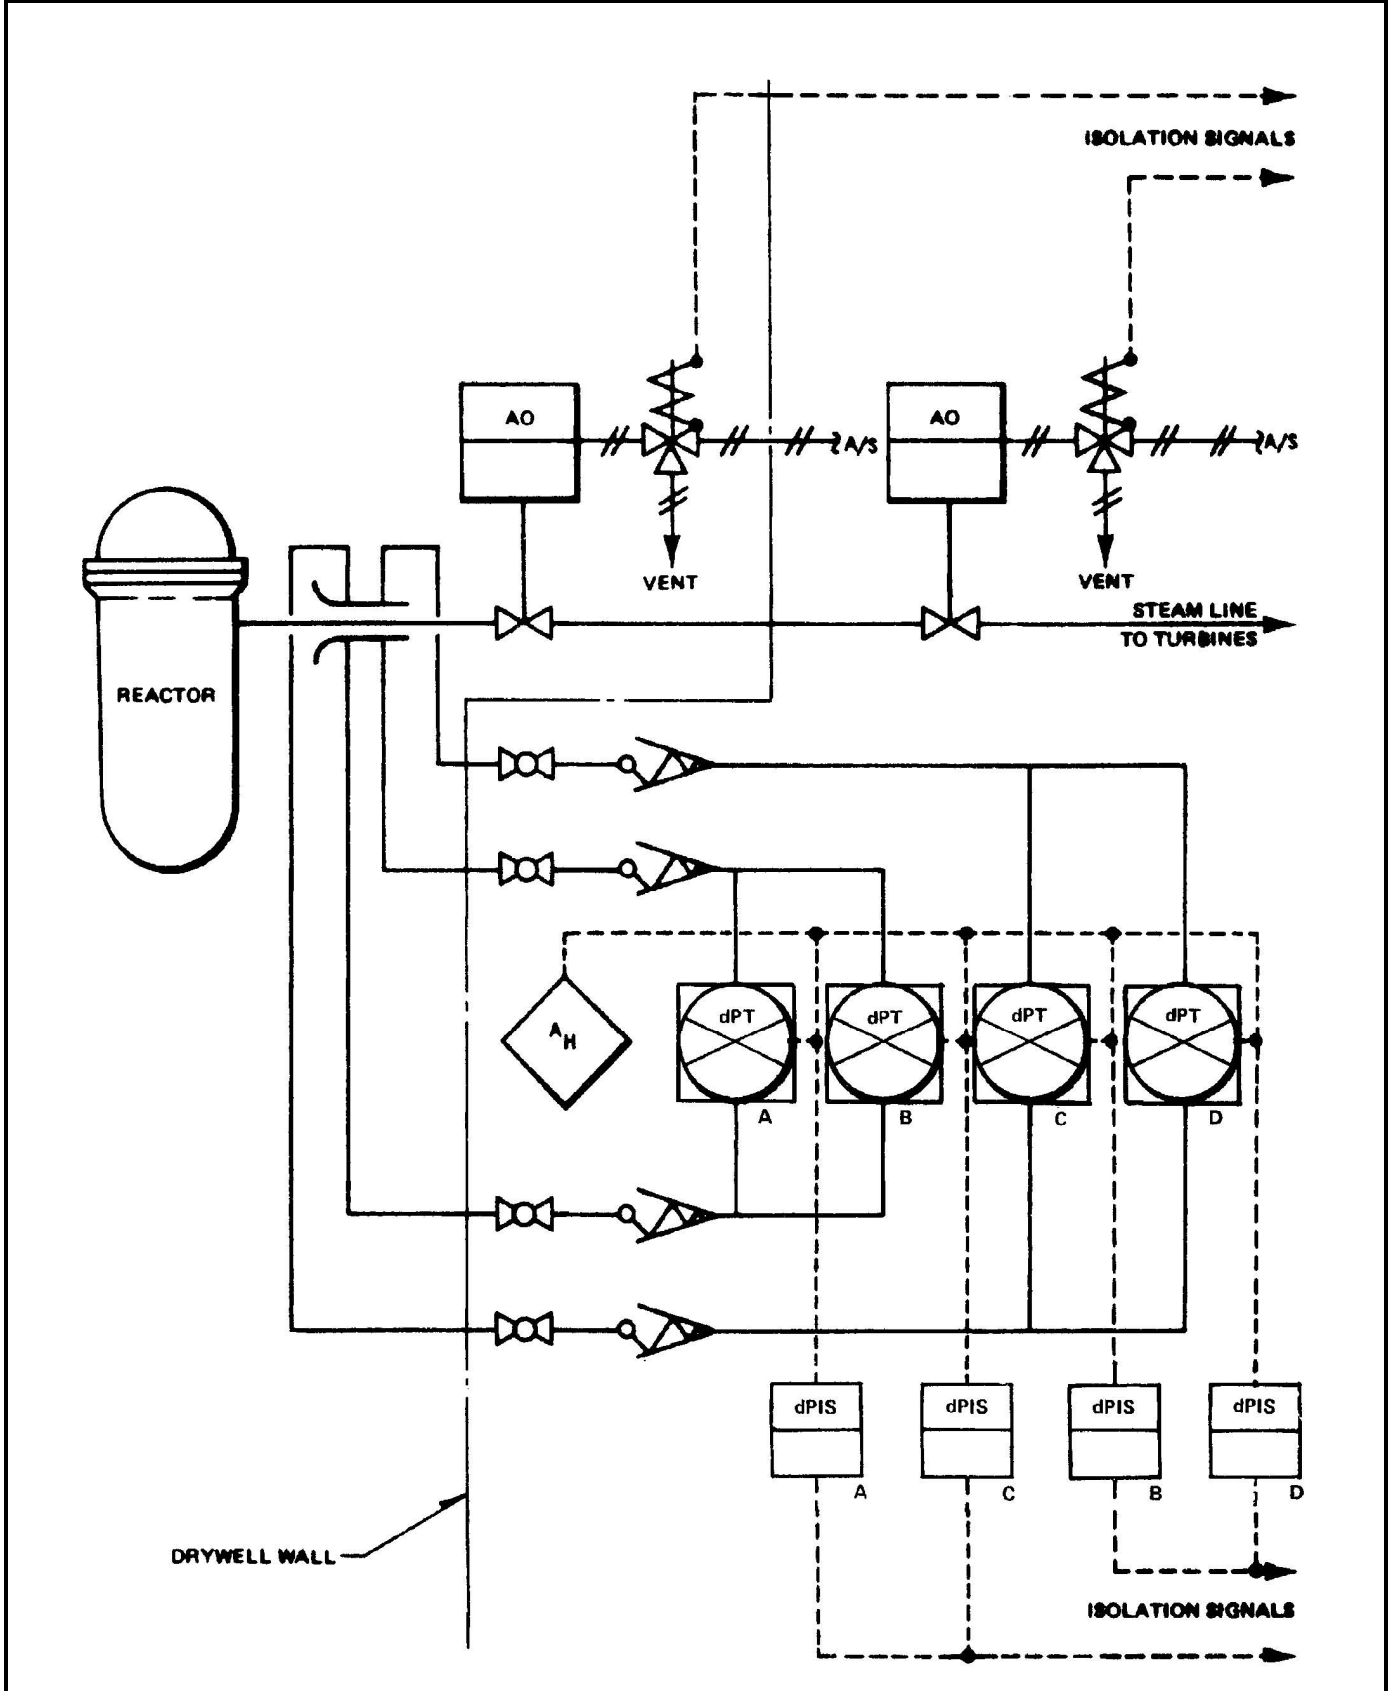 ISOLATION SIGNALS
AO
AO
A/S
A/S
VENT
VENT
STEAM LINE
TO TURBINES
REACTOR
dPT
dPT
dPT
dPT
AH
A
B
C
D
dPIS
dPIS
dPIS
dPIS
A
C
B
D
DRYWELL WALL
ISOLATION SIGNALS